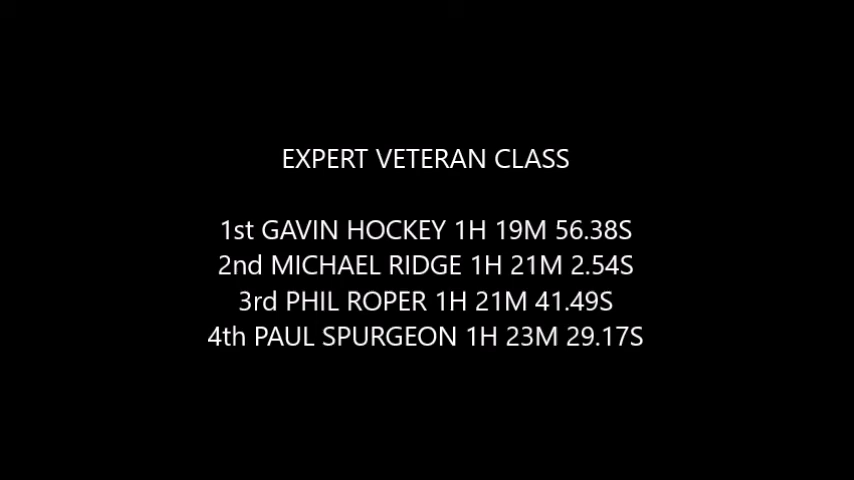 EXPERT VETERAN CLASS
1st GAVIN HOCKEY 1H 19M 56.38S
2nd MICHAEL RIDGE 1H 21M 2.54S
3rd PHIL ROPER 1H 21M 41.49S
4th PAUL SPURGEON 1H 23M 29.17S